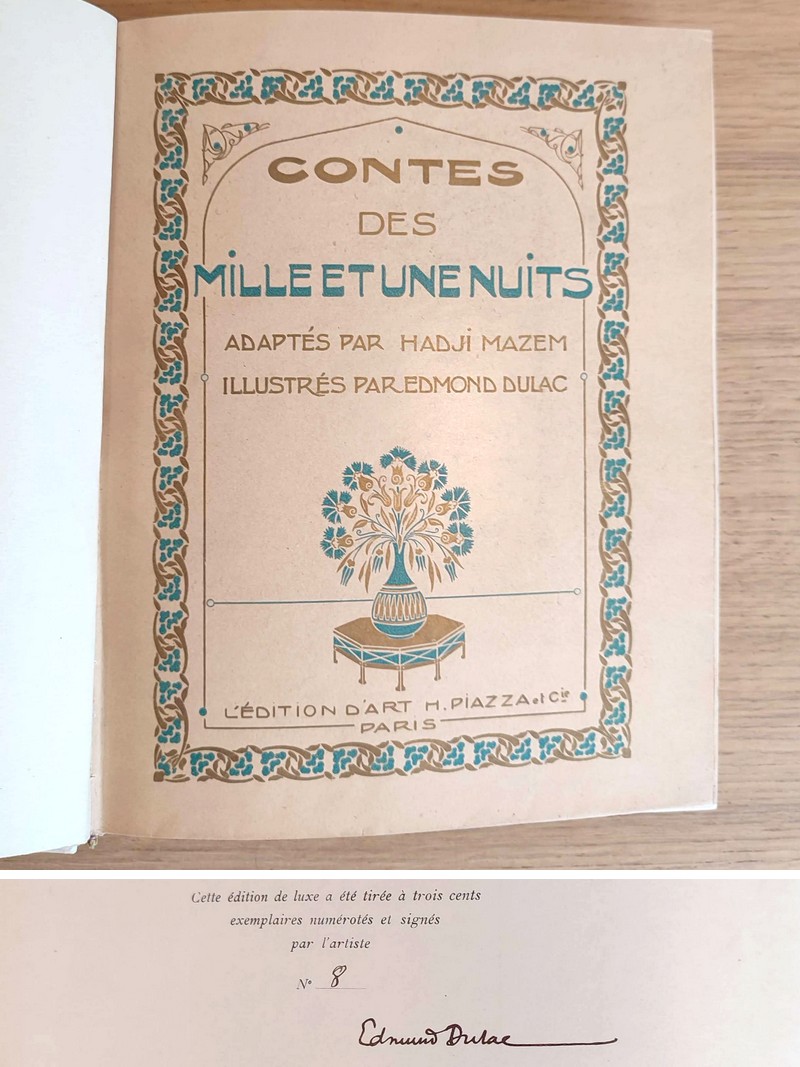 CONTES
DES
MILLE ET UNE NUITS
ADAPTÉS PAR HADJI MAZEM
ILLUSTRÉS PAR EDMOND DULAC
L'ÉDITION D'ART H. PIAZZA et Cie
PARIS
Cette édition de luxe a été tirée à trois cents
exemplaires numérotés et signés
par l'artiste
No 8
Edmund Dulac